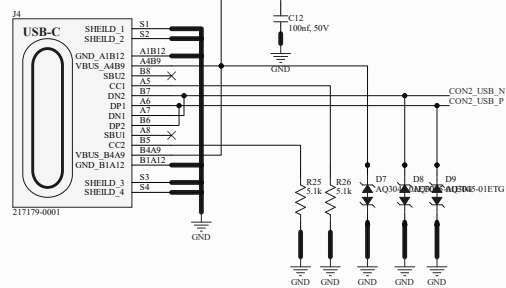 J4
USB-C
SHEILD_1 S1
SHEILD_2 S2
GND_A1B12 A1B12
VBUS_A4B9 A4B9
SBU2 B8
CC1 A5
DN2 B7
DP1 A6
DN1 A7
DP2 B6
SBU1 A8
CC2 B5
VBUS_B4A9 B4A9
GND_B1A12 B1A12
SHEILD_3 S3
SHEILD_4 S4
217179-0001
GND
C12
100nf, 50V
GND
CON2_USB_N
CON2_USB_P
R25
5.1k
R26
5.1k
D7
D8
D9
-01ETG
GND
GND
GND
GND
GND